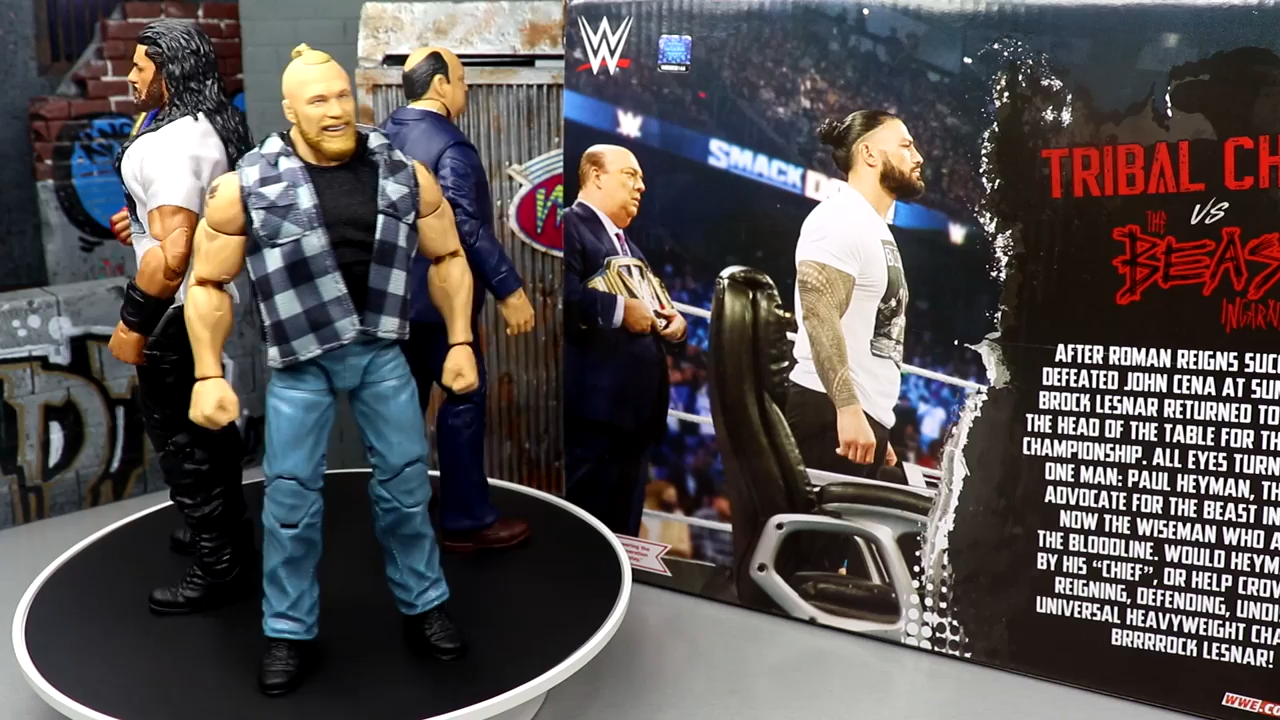 W
SMACK
TRIBAL CH
VS
THE
BEAS
INCARN
AFTER ROMAN REIGNS SUC
DEFEATED JOHN CENA AT SU
BROCK LESNAR RETURNED TO
THE HEAD OF THE TABLE FOR TH
CHAMPIONSHIP. ALL EYES TURN
ONE MAN: PAUL HEYMAN, TH
ADVOCATE FOR THE BEAST IN
NOW THE WISEMAN WHO A
THE BLOODLINE. WOULD HEYM
BY HIS “CHIEF”, OR HELP CROW
REIGNING, DEFENDING, UNDI
UNIVERSAL HEAVYWEIGHT CHA
BRRRROCK LESNAR!
WWE.CO